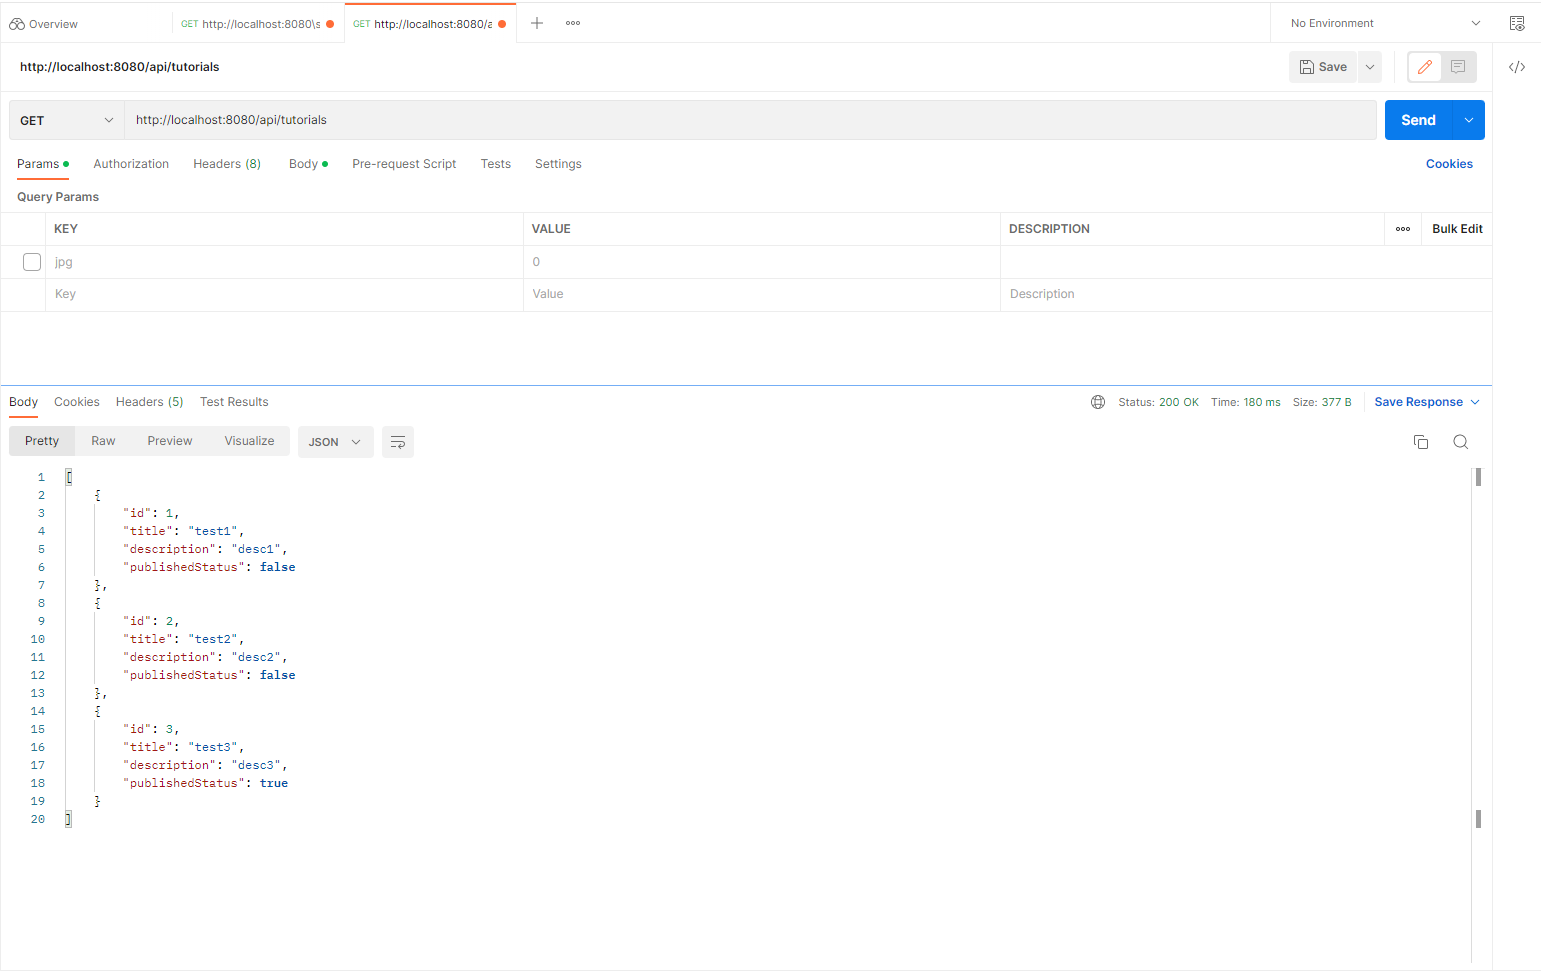 Overview GET http://localhost:8080\s GET http://localhost:8080/a No Environment
http://localhost:8080/api/tutorials Save
GET http://localhost:8080/api/tutorials Send
Params Authorization Headers (8) Body Pre-request Script Tests Settings Cookies
Query Params
KEY VALUE DESCRIPTION Bulk Edit
jpg 0
Key Value Description
Body Cookies Headers (5) Test Results Status: 200 OK Time: 180 ms Size: 377 B Save Response
Pretty Raw Preview Visualize JSON
1 [
2 {
3 "id": 1,
4 "title": "test1",
5 "description": "desc1",
6 "publishedStatus": false
7 },
8 {
9 "id": 2,
10 "title": "test2",
11 "description": "desc2",
12 "publishedStatus": false
13 },
14 {
15 "id": 3,
16 "title": "test3",
17 "description": "desc3",
18 "publishedStatus": true
19 }
20 ]